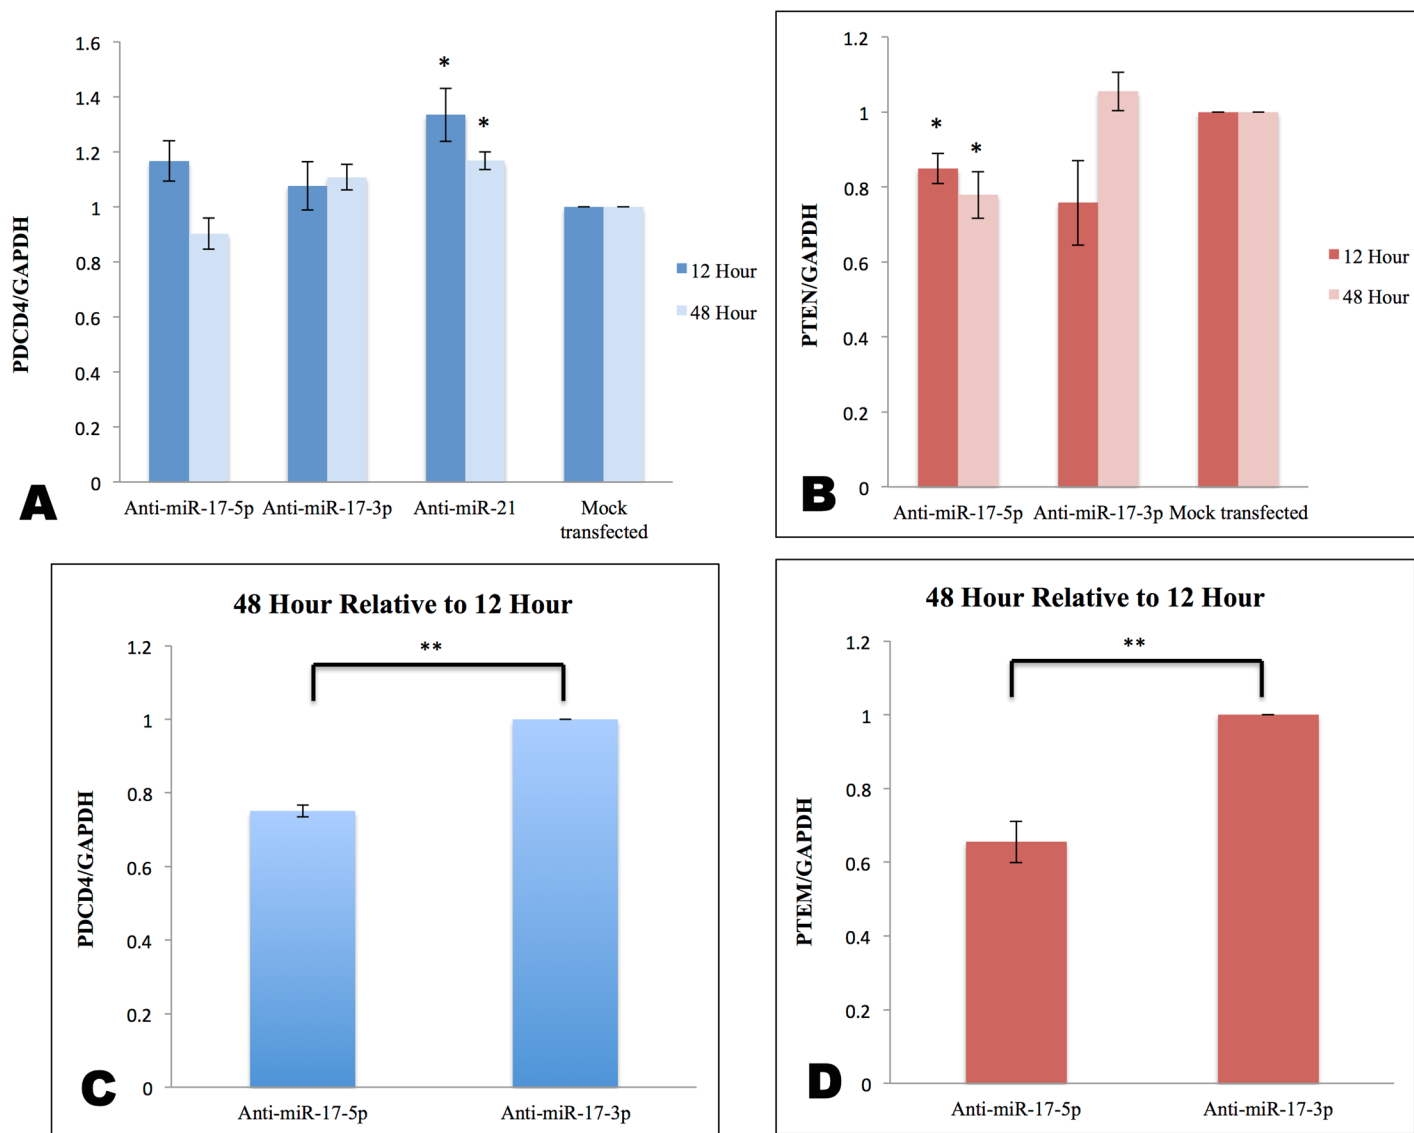 1.6
1.4
1.2
1
0.8
0.6
0.4
0.2
0
PDCD4/GAPDH
*
*
12 Hour
48 Hour
Anti-miR-17-5p Anti-miR-17-3p Anti-miR-21 Mock
transfected
A
1.2
1
0.8
0.6
0.4
0.2
0
PTEN/GAPDH
*
*
12 Hour
48 Hour
Anti-miR-17-5p Anti-miR-17-3p Mock transfected
B
48 Hour Relative to 12 Hour
**
1.2
1
0.8
0.6
0.4
0.2
0
PDCD4/GAPDH
Anti-miR-17-5p Anti-miR-17-3p
C
48 Hour Relative to 12 Hour
**
1.2
1
0.8
0.6
0.4
0.2
0
PTEM/GAPDH
Anti-miR-17-5p Anti-miR-17-3p
D